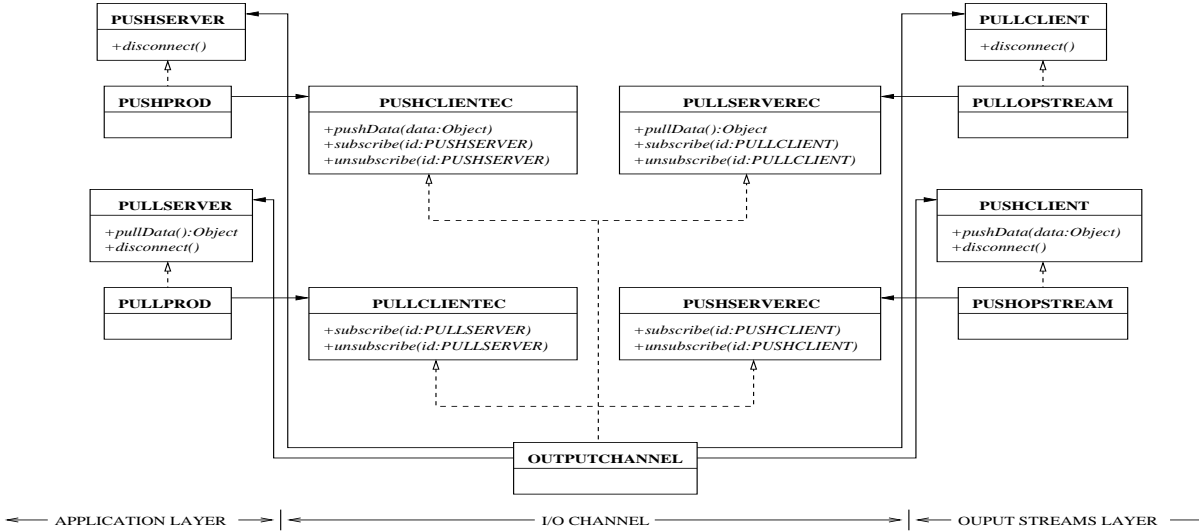 PUSHSERVER
+disconnect()
PUSHPROD
PUSHCLIENTEC
+pushData(data:Object)
+subscribe(id:PUSHSERVER)
+unsubscribe(id:PUSHSERVER)
PULLSERVEREC
+pullData():Object
+subscribe(id:PULLCLIENT)
+unsubscribe(id:PULLCLIENT)
PULLCLIENT
+disconnect()
PULLOPSTREAM
PULLSERVER
+pullData():Object
+disconnect()
PULLPROD
PULLCLIENTEC
+subscribe(id:PULLSERVER)
+unsubscribe(id:PULLSERVER)
PUSHSERVEREC
+subscribe(id:PUSHCLIENT)
+unsubscribe(id:PUSHCLIENT)
PUSHCLIENT
+pushData(data:Object)
+disconnect()
PUSHOPSTREAM
OUTPUTCHANNEL
APPLICATION LAYER
I/O CHANNEL
OUPUT STREAMS LAYER